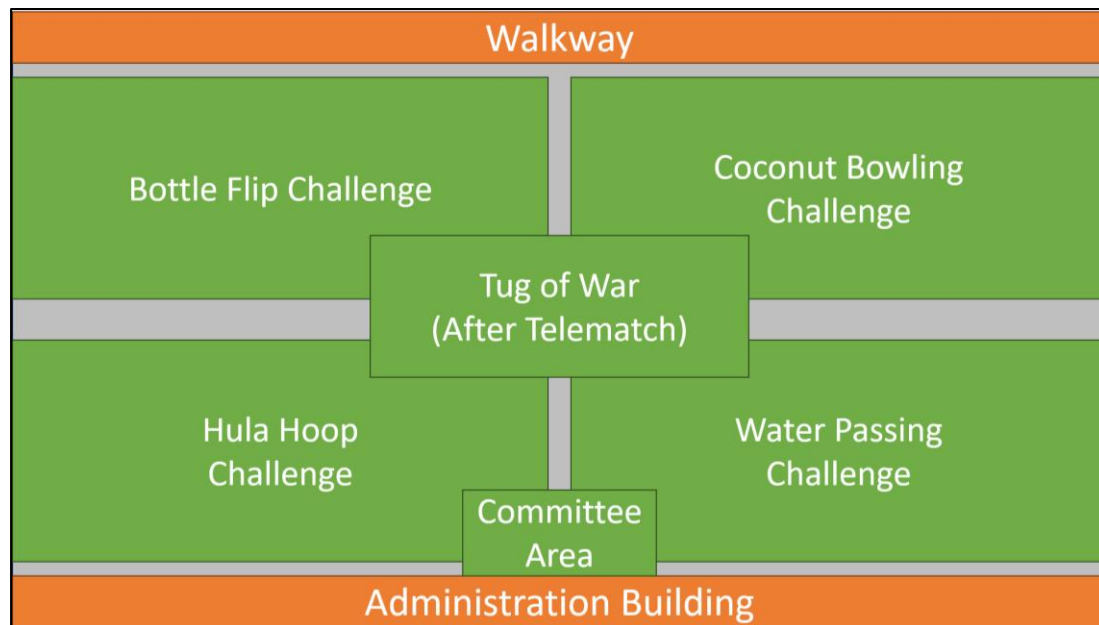 Walkway
Bottle Flip Challenge
Coconut Bowling
Challenge
Tug of War
(After Telematch)
Hula Hoop
Challenge
Water Passing
Challenge
Committee
Area
Administration Building